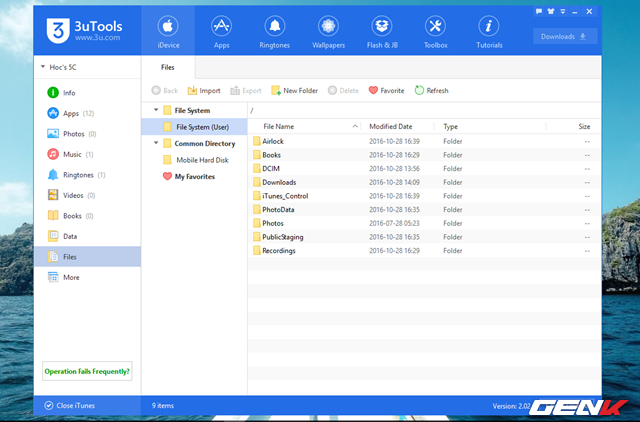 3uTools
www.3u.com
iDevice
Apps
Ringtones
Wallpapers
Flash & JB
Toolbox
Tutorials
Downloads
Hoc's 5C
Info
Apps (12)
Photos (0)
Music (1)
Ringtones (1)
Videos (0)
Books (0)
Data
Files
More
Operation Fails Frequently?
Close iTunes
Files
Back Import Export New Folder Delete Favorite Refresh
File System
File System (User)
Common Directory
Mobile Hard Disk
My Favorites
/
File Name Modified Date Type Size
Airlock 2016-10-28 16:39 Folder --
Books 2016-10-28 16:29 Folder --
DCIM 2016-10-28 13:56 Folder --
Downloads 2016-10-28 14:09 Folder --
iTunes_Control 2016-10-28 16:39 Folder --
PhotoData 2016-10-28 16:35 Folder --
Photos 2016-07-28 05:23 Folder --
PublicStaging 2016-10-28 16:35 Folder --
Recordings 2016-10-28 16:29 Folder --
9 items
Version: 2.02
GENK